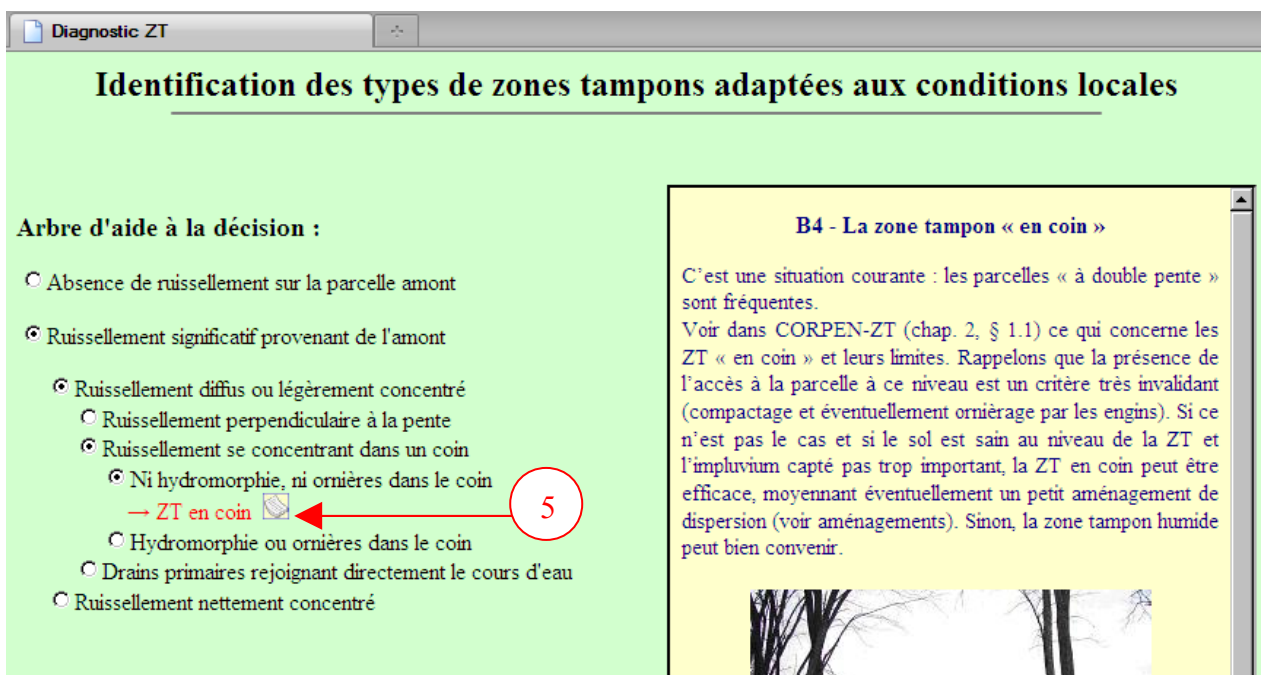 Diagnostic ZT
Identification des types de zones tampons adaptées aux conditions locales
Arbre d'aide à la décision :
Absence de ruissellement sur la parcelle amont
Ruissellement significatif provenant de l'amont
Ruissellement diffus ou légèrement concentré
Ruissellement perpendiculaire à la pente
Ruissellement se concentrant dans un coin
Ni hydromorphie, ni ornières dans le coin
→ ZT en coin
5
Hydromorphie ou ornières dans le coin
Drains primaires rejoignant directement le cours d'eau
Ruissellement nettement concentré
B4 - La zone tampon « en coin »
C'est une situation courante : les parcelles « à double pente »
sont fréquentes.
Voir dans CORPEN-ZT (chap. 2, § 1.1) ce qui concerne les
ZT « en coin » et leurs limites. Rappelons que la présence de
l'accès à la parcelle à ce niveau est un critère très invalidant
(compactage et éventuellement ornièrage par les engins). Si ce
n'est pas le cas et si le sol est sain au niveau de la ZT et
l'impluvium capté pas trop important, la ZT en coin peut être
efficace, moyennant éventuellement un petit aménagement de
dispersion (voir aménagements). Sinon, la zone tampon humide
peut bien convenir.